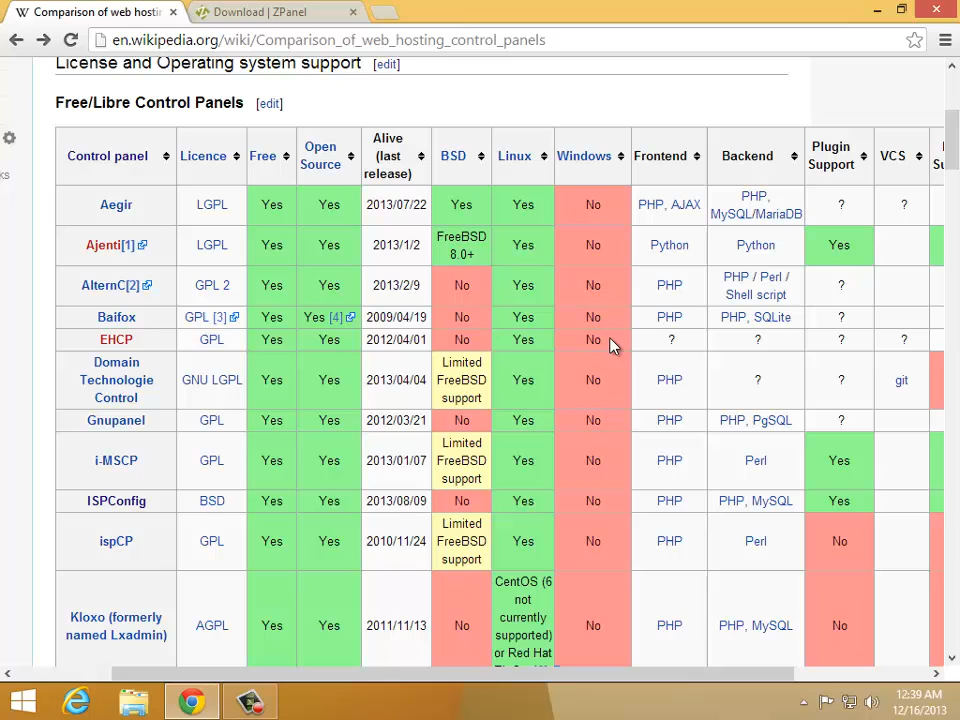 Comparison of web hostin
Download | ZPanel
en.wikipedia.org/wiki/Comparison_of_web_hosting_control_panels
License and Operating system support [edit]
Free/Libre Control Panels [edit]
Control panel Licence Free Open Source Alive (last release) BSD Linux Windows Frontend Backend Plugin Support VCS
Aegir LGPL Yes Yes 2013/07/22 Yes Yes No PHP, AJAX PHP, MySQL/MariaDB ? ?
Ajenti[1] LGPL Yes Yes 2013/1/2 FreeBSD 8.0+ Yes No Python Python Yes
AlternC[2] GPL 2 Yes Yes 2013/2/9 No Yes No PHP PHP / Perl / Shell script ?
Baifox GPL [3] Yes Yes [4] 2009/04/19 No Yes No PHP PHP, SQLite ?
EHCP GPL Yes Yes 2012/04/01 No Yes No ? ? ? ?
Domain Technologie Control GNU LGPL Yes Yes 2013/04/04 Limited FreeBSD support Yes No PHP ? ? git
Gnupanel GPL Yes Yes 2012/03/21 No Yes No PHP PHP, PgSQL ?
i-MSCP GPL Yes Yes 2013/01/07 Limited FreeBSD support Yes No PHP Perl Yes
ISPConfig BSD Yes Yes 2013/08/09 No Yes No PHP PHP, MySQL Yes
ispCP GPL Yes Yes 2010/11/24 Limited FreeBSD support Yes No PHP Perl No
Kloxo (formerly named Lxadmin) AGPL Yes Yes 2011/11/13 No CentOS (6 not currently supported) or Red Hat No PHP PHP, MySQL No
ks
12:39 AM
12/16/2013